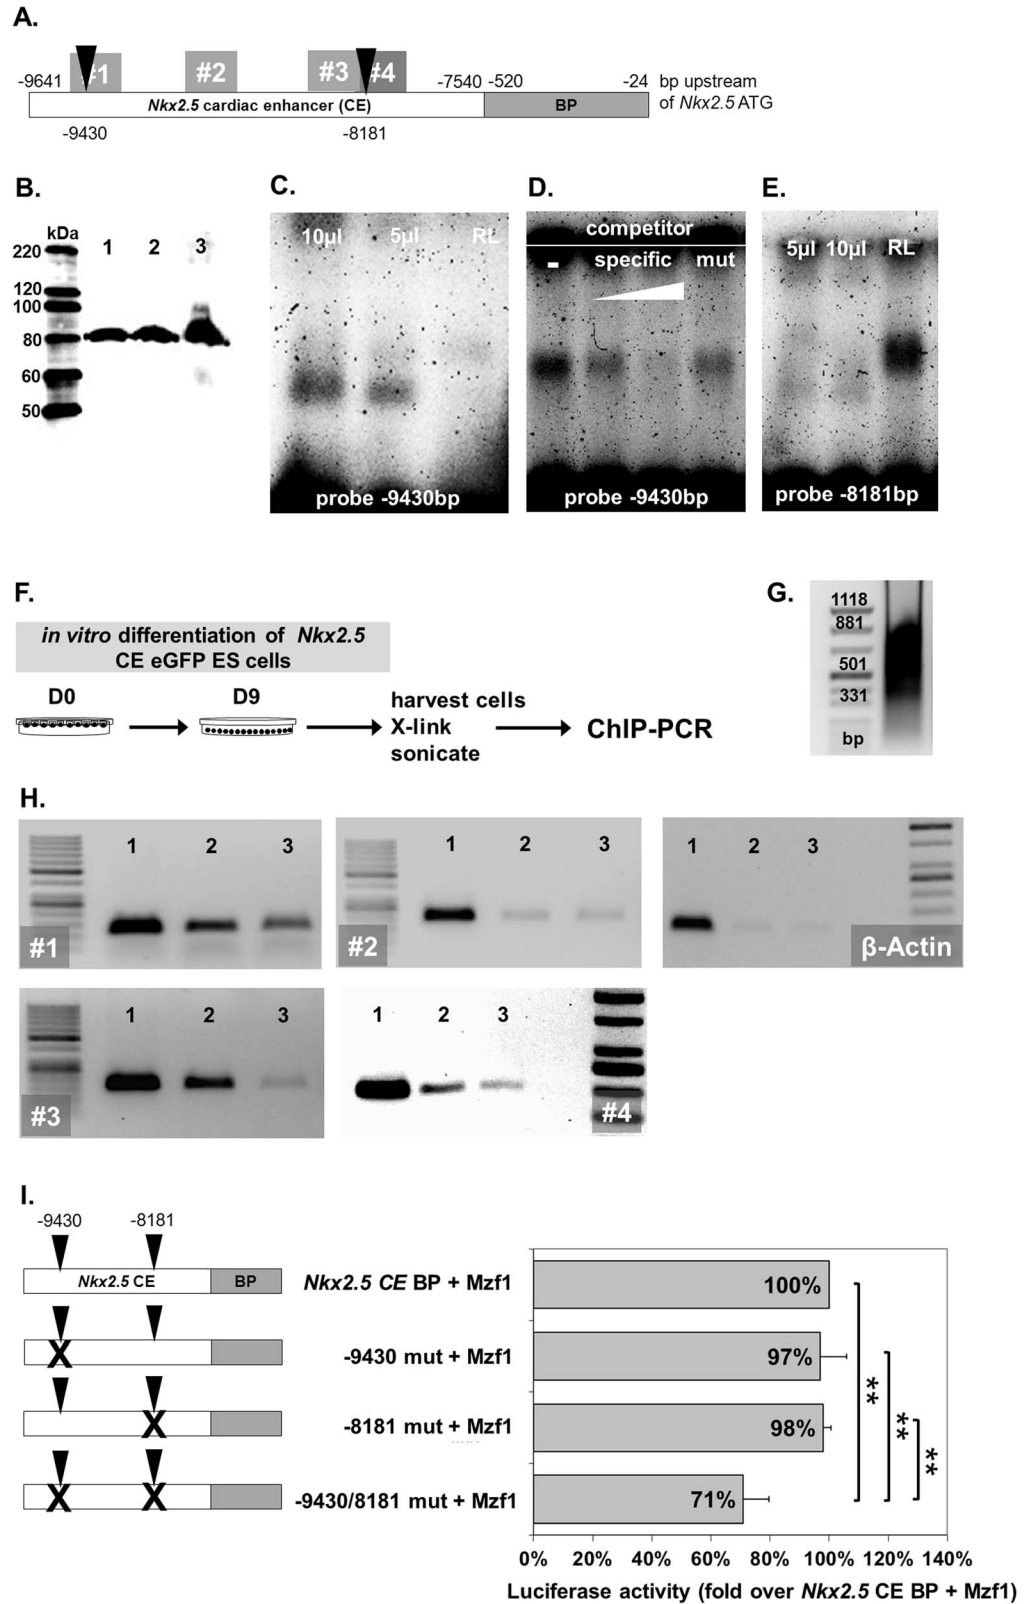 A.
#1 #2 #3 #4
-9641 -7540 -520 -24 bp upstream
Nkx2.5 cardiac enhancer (CE) BP of Nkx2.5 ATG
-9430 -8181
B.
kDa
1 2 3
220
120
100
80
60
50
C.
10µl 5µl RL
probe -9430bp
D.
competitor
- specific mut
probe -9430bp
E.
5µl 10µl RL
probe -8181bp
F.
in vitro differentiation of Nkx2.5
CE eGFP ES cells
D0 D9
harvest cells
X-link
sonicate
ChIP-PCR
G.
1118
881
501
331
bp
H.
1 2 3
#1
1 2 3
#2
1 2 3
β-Actin
1 2 3
#3
1 2 3
#4
I.
-9430 -8181
Nkx2.5 CE BP
X
X
X X
Nkx2.5 CE BP + Mzf1 100%
-9430 mut + Mzf1 97%
-8181 mut + Mzf1 98%
-9430/8181 mut + Mzf1 71%
** ** **
0% 20% 40% 60% 80% 100% 120% 140%
Luciferase activity (fold over Nkx2.5 CE BP + Mzf1)